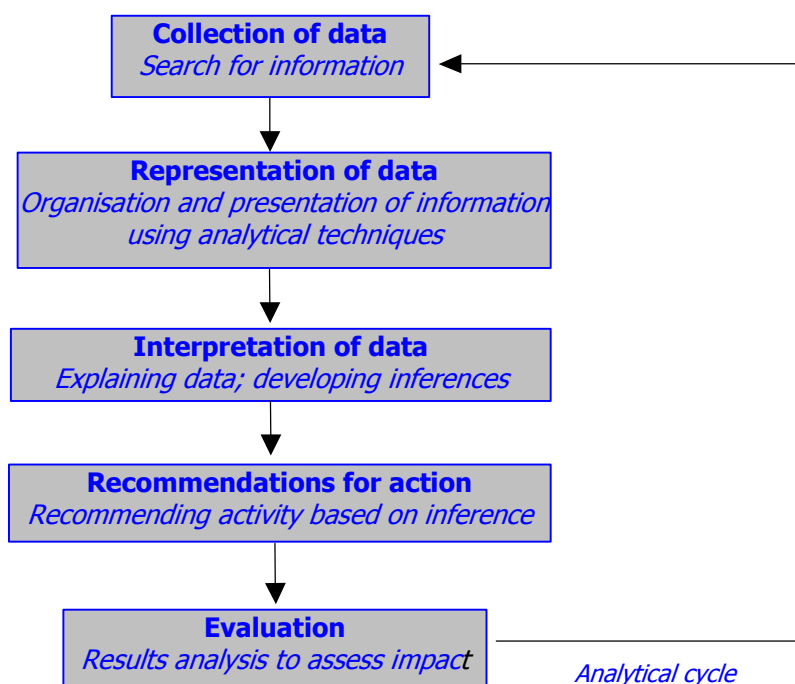 Collection of data
Search for information
Representation of data
Organisation and presentation of information
using analytical techniques
Interpretation of data
Explaining data; developing inferences
Recommendations for action
Recommending activity based on inference
Evaluation
Results analysis to assess impact
Analytical cycle